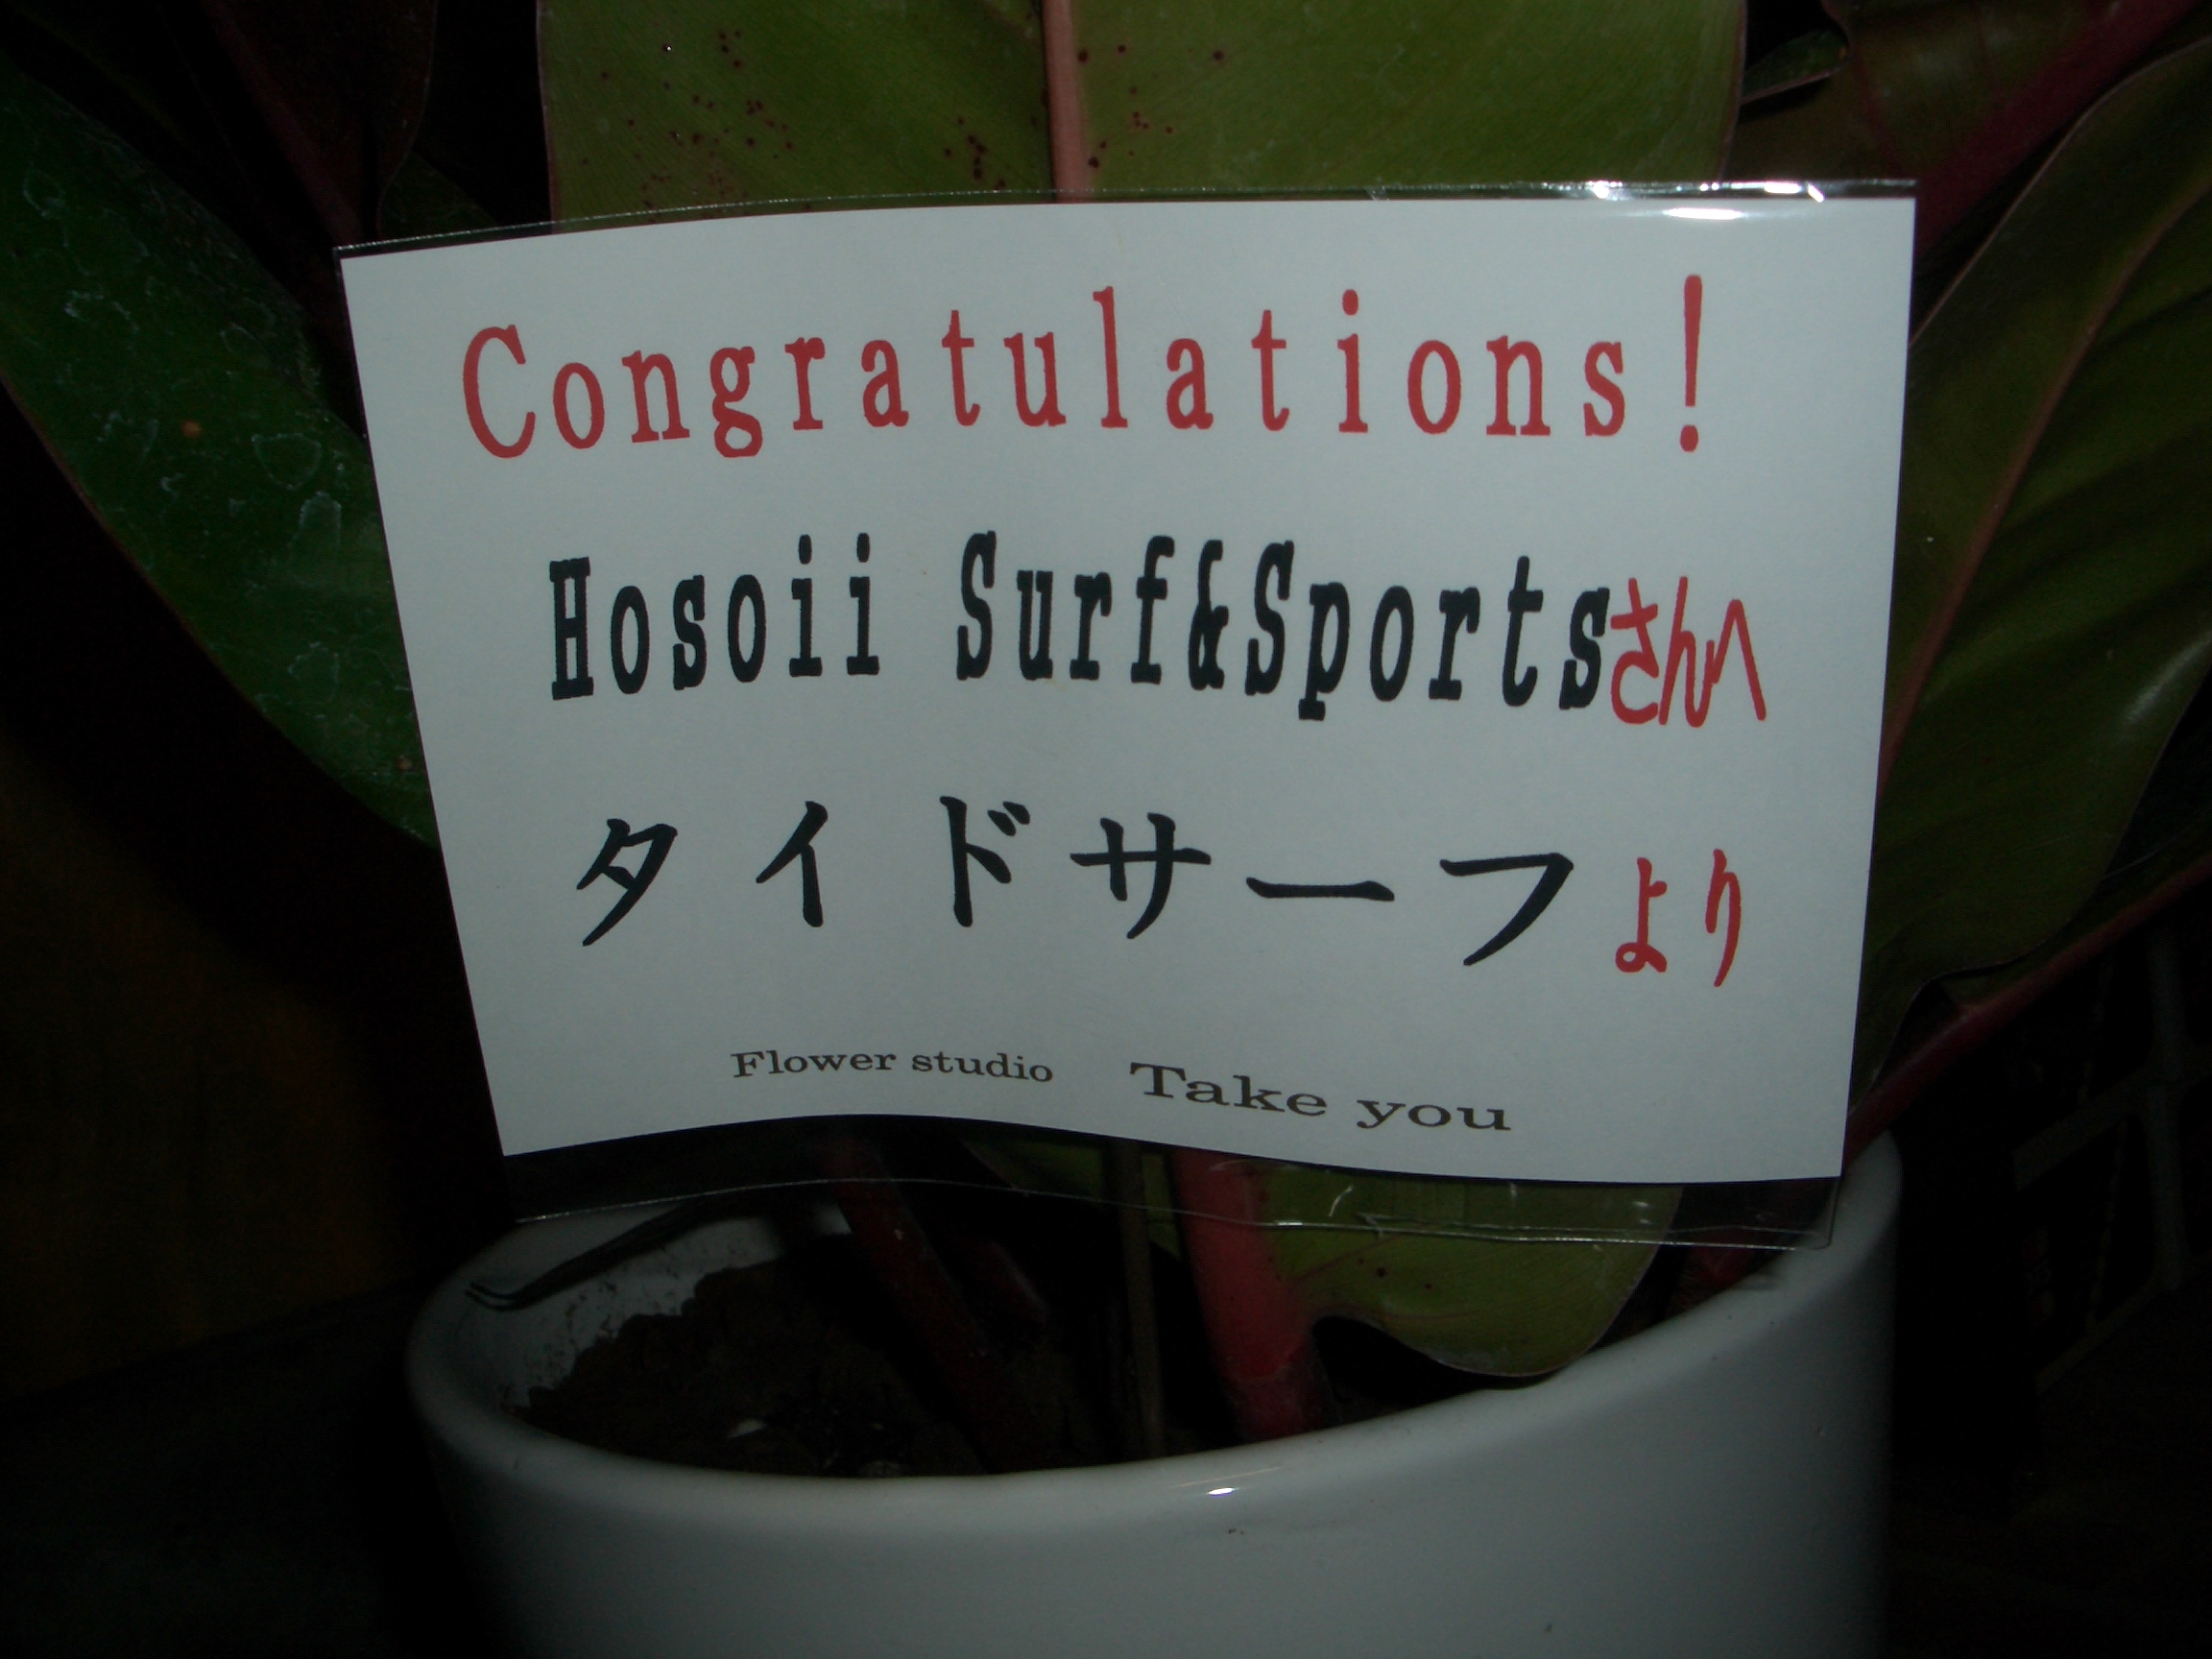 Congratulations!
Hosoii Surf&Sportsさんへ
タイドサーフより
Flower studio Take you